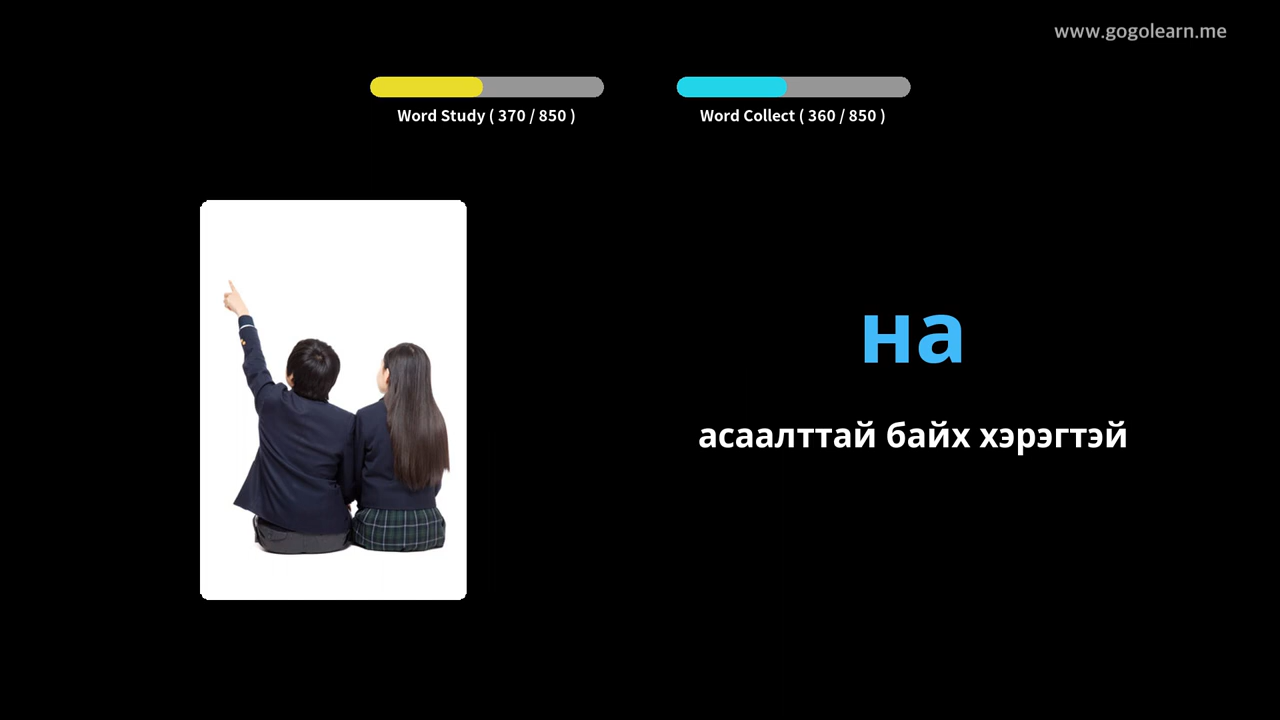 www.gogolearn.me
Word Study ( 370 / 850 )
Word Collect ( 360 / 850 )
на
асаалттай байх хэрэгтэй